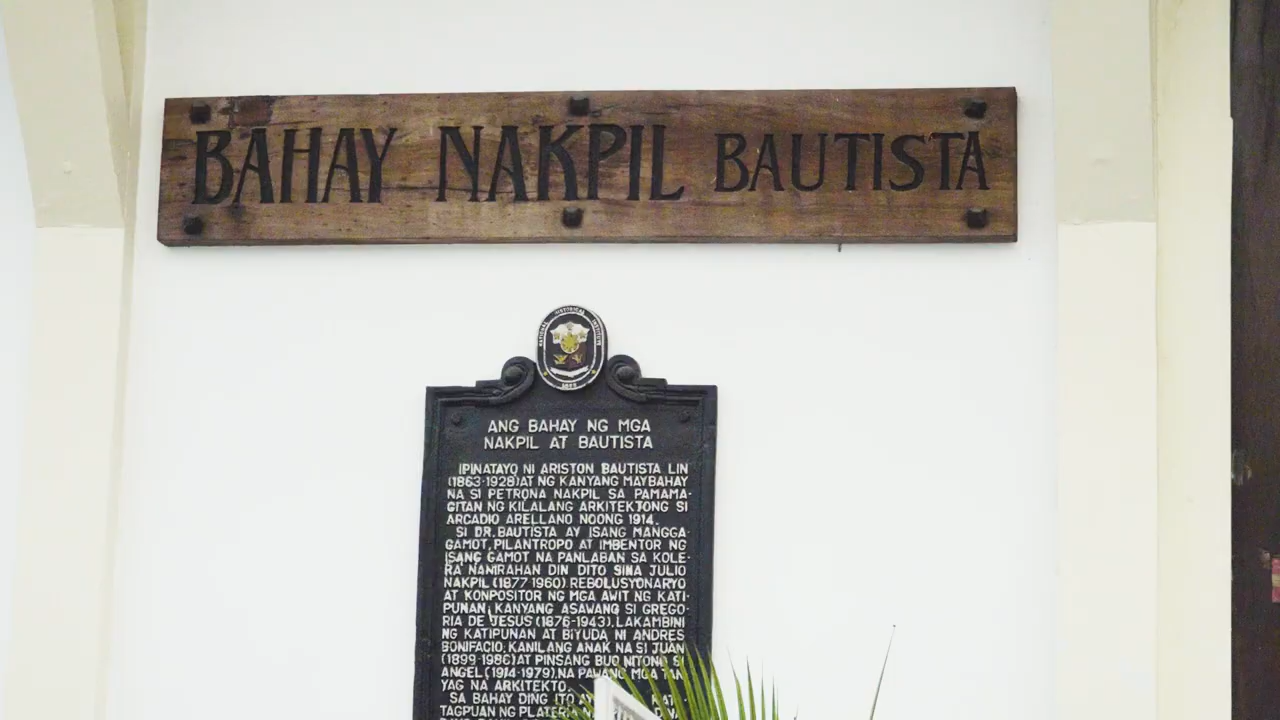 BAHAY NAKPIL BAUTISTA
NATIONAL HISTORICAL INSTITUTE
ANG BAHAY NG MGA
NAKPIL AT BAUTISTA
IPINATAYO NI ARISTON BAUTISTA LIN
(1863-1928) AT NG KANYANG MAYBAHAY
NA SI PETRONA NAKPIL SA PAMAMA-
GITAN NG KILALANG ARKITEKTONG SI
ARCADIO ARELLANO NOONG 1914.
SI DR. BAUTISTA AY ISANG MANGGA-
GAMOT, PILANTROPO AT IMBENTOR NG
ISANG GAMOT NA PANLABAN SA KOLE-
RA NANIRAHAN DIN DITO SINA JULIO
NAKPIL (1877-1960) REBOLUSYONARYO
AT KONPOSITOR NG MGA AWIT NG KATI-
PUNAN, KANYANG ASAWANG SI GREGO-
RIA DE JESUS (1876-1943), LAKAMBINI
NG KATIPUNAN AT BIYUDA NI ANDRES
BONIFACIO; KANILANG ANAK NA SI JUAN
(1899-1986) AT PINSANG BUO NITONG SI
ANGEL (1914-1979), NA PAWANG MGA TAN-
YAG NA ARKITEKTO.
SA BAHAY DING ITO AY
TAGPUAN NG PLATERIA